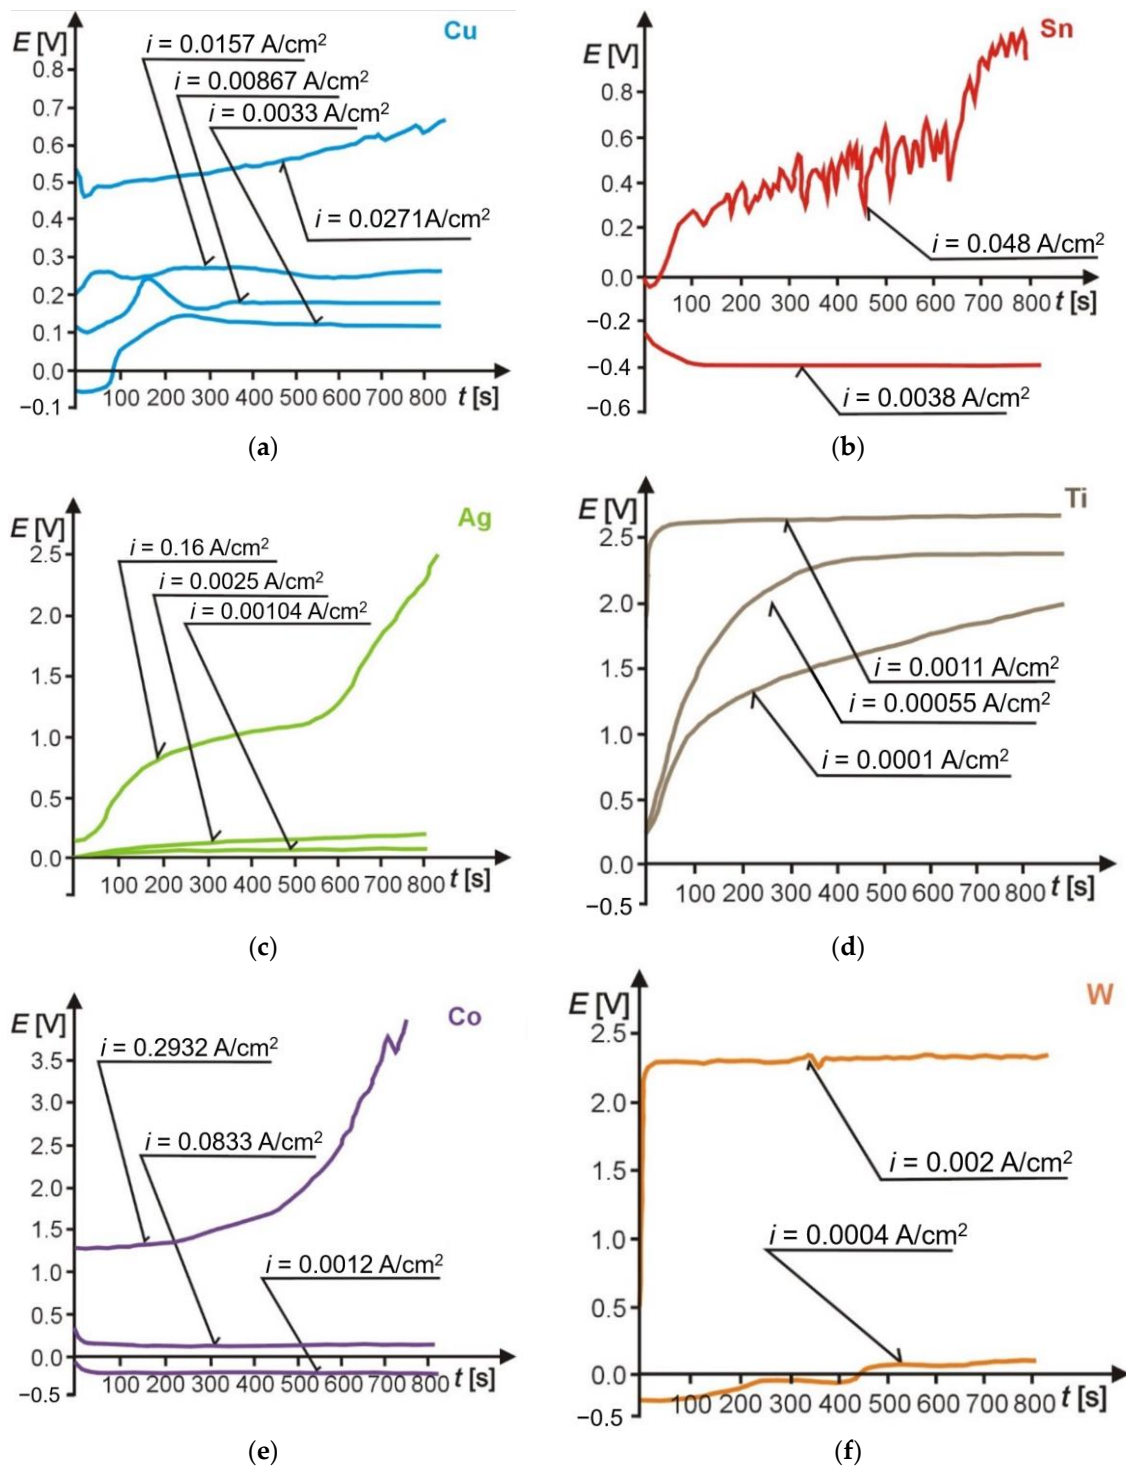 Cu
E [V]
i = 0.0157 A/cm²
i = 0.00867 A/cm²
i = 0.0033 A/cm²
i = 0.0271A/cm²
0.8
0.7
0.6
0.5
0.4
0.3
0.2
0.1
0.0
−0.1
100 200 300 400 500 600 700 800 t [s]
(a)
Sn
E [V]
0.8
0.6
0.4
0.2
0.0
−0.2
−0.4
−0.6
i = 0.048 A/cm²
100 200 300 400 500 600 700 800 t [s]
i = 0.0038 A/cm²
(b)
Ag
E [V]
i = 0.16 A/cm²
i = 0.0025 A/cm²
i = 0.00104 A/cm²
2.5
2.0
1.5
1.0
0.5
0.0
100 200 300 400 500 600 700 800 t [s]
(c)
Ti
E [V]
2.5
2.0
1.5
1.0
0.5
0.0
−0.5
i = 0.0011 A/cm²
i = 0.00055 A/cm²
i = 0.0001 A/cm²
100 200 300 400 500 600 700 800 t [s]
(d)
Co
E [V]
i = 0.2932 A/cm²
i = 0.0833 A/cm²
i = 0.0012 A/cm²
3.5
3.0
2.5
2.0
1.5
1.0
0.5
0.0
−0.5
100 200 300 400 500 600 700 800 t [s]
(e)
W
E [V]
2.5
2.0
1.5
1.0
0.5
0.0
−0.5
i = 0.002 A/cm²
i = 0.0004 A/cm²
100 200 300 400 500 600 700 800 t [s]
(f)